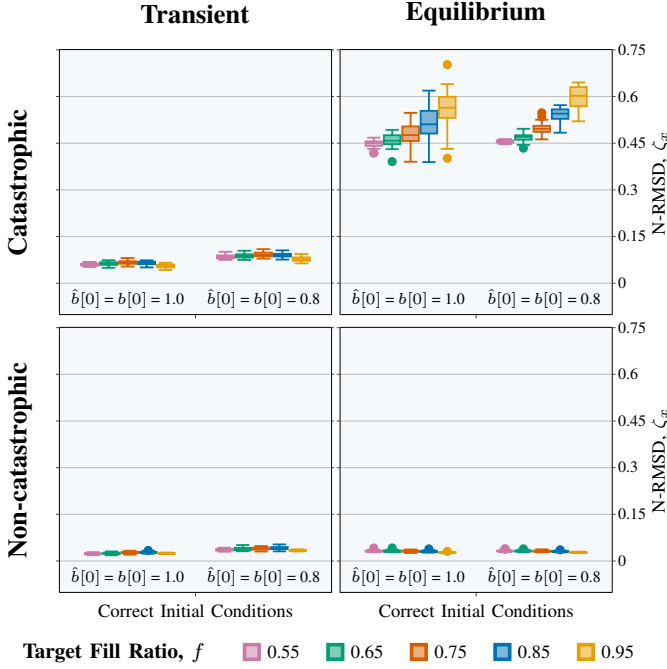 Transient Equilibrium
Catastrophic
0.75
0.6
0.45
0.3
0.15
0
N-RMSD, ζₓ
b̂[0] = b[0] = 1.0 b̂[0] = b[0] = 0.8 b̂[0] = b[0] = 1.0 b̂[0] = b[0] = 0.8
Non-catastrophic
0.75
0.6
0.45
0.3
0.15
0
N-RMSD, ζₓ
b̂[0] = b[0] = 1.0 b̂[0] = b[0] = 0.8 b̂[0] = b[0] = 1.0 b̂[0] = b[0] = 0.8
Correct Initial Conditions Correct Initial Conditions
Target Fill Ratio, f 0.55 0.65 0.75 0.85 0.95